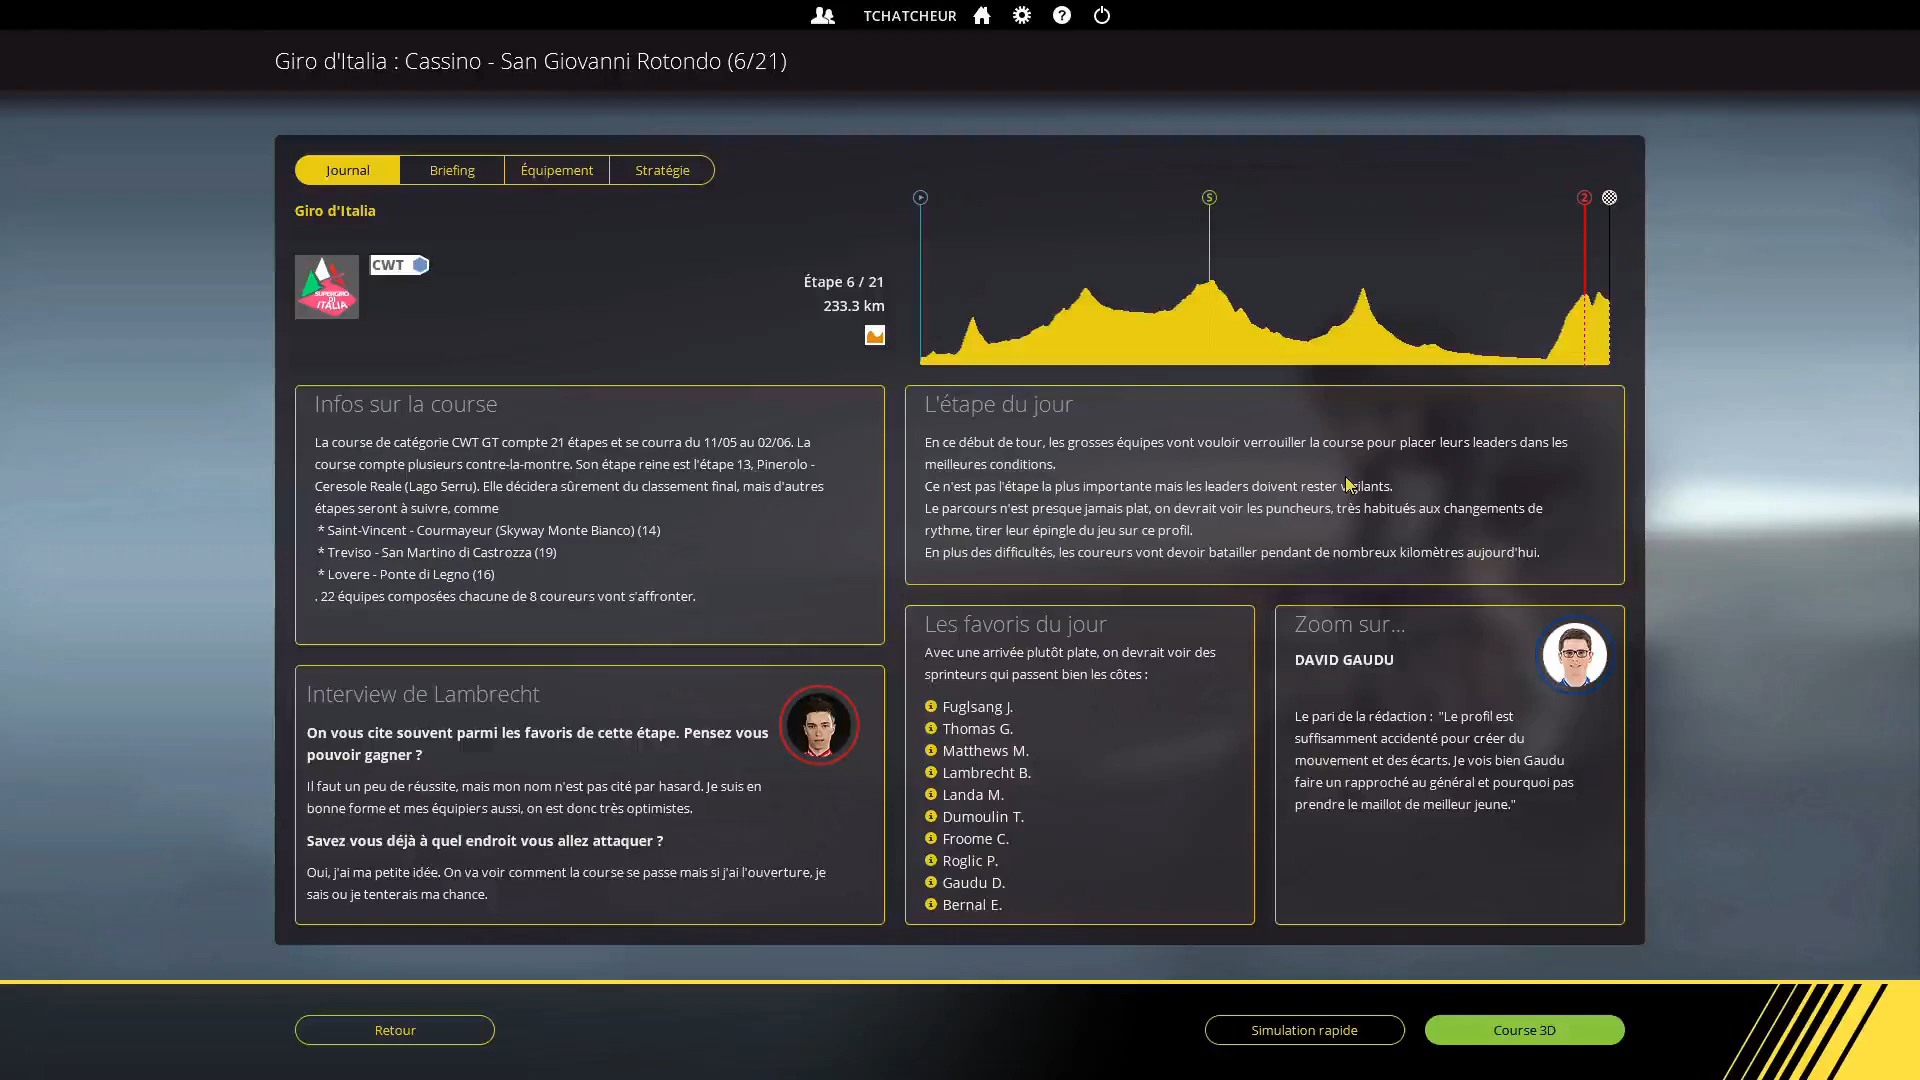 TCHATCHEUR
Giro d'Italia : Cassino - San Giovanni Rotondo (6/21)
Journal
Briefing
Équipement
Stratégie
Giro d'Italia
SUPERGIRO
DI
ITALIA
CWT
Étape 6 / 21
233.3 km
S
2
Infos sur la course
La course de catégorie CWT GT compte 21 étapes et se courra du 11/05 au 02/06. La
course compte plusieurs contre-la-montre. Son étape reine est l'étape 13, Pinerolo -
Ceresole Reale (Lago Serru). Elle décidera sûrement du classement final, mais d'autres
étapes seront à suivre, comme
* Saint-Vincent - Courmayeur (Skyway Monte Bianco) (14)
* Treviso - San Martino di Castrozza (19)
* Lovere - Ponte di Legno (16)
. 22 équipes composées chacune de 8 coureurs vont s'affronter.
L'étape du jour
En ce début de tour, les grosses équipes vont vouloir verrouiller la course pour placer leurs leaders dans les
meilleures conditions.
Ce n'est pas l'étape la plus importante mais les leaders doivent rester vigilants.
Le parcours n'est presque jamais plat, on devrait voir les puncheurs, très habitués aux changements de
rythme, tirer leur épingle du jeu sur ce profil.
En plus des difficultés, les coureurs vont devoir batailler pendant de nombreux kilomètres aujourd'hui.
Interview de Lambrecht
On vous cite souvent parmi les favoris de cette étape. Pensez vous
pouvoir gagner ?
Il faut un peu de réussite, mais mon nom n'est pas cité par hasard. Je suis en
bonne forme et mes équipiers aussi, on est donc très optimistes.
Savez vous déjà à quel endroit vous allez attaquer ?
Oui, j'ai ma petite idée. On va voir comment la course se passe mais si j'ai l'ouverture, je
sais ou je tenterais ma chance.
Les favoris du jour
Avec une arrivée plutôt plate, on devrait voir des
sprinteurs qui passent bien les côtes :
Fuglsang J.
Thomas G.
Matthews M.
Lambrecht B.
Landa M.
Dumoulin T.
Froome C.
Roglic P.
Gaudu D.
Bernal E.
Zoom sur...
DAVID GAUDU
Le pari de la rédaction : "Le profil est
suffisamment accidenté pour créer du
mouvement et des écarts. Je vois bien Gaudu
faire un rapproché au général et pourquoi pas
prendre le maillot de meilleur jeune."
Retour
Simulation rapide
Course 3D